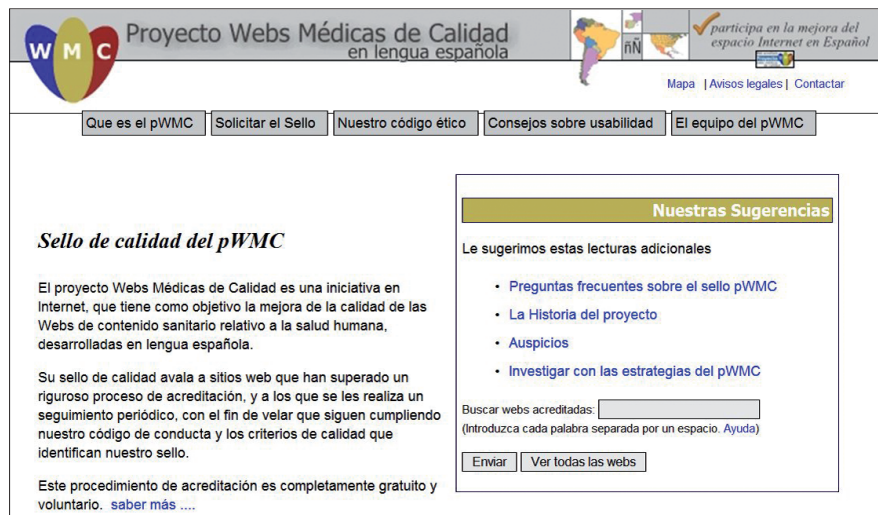 WMC
Proyecto Webs Médicas de Calidad
en lengua española
ñÑ
participa en la mejora del
espacio Internet en Español
Mapa | Avisos legales | Contactar
Que es el pWMC
Solicitar el Sello
Nuestro código ético
Consejos sobre usabilidad
El equipo del pWMC
Sello de calidad del pWMC
El proyecto Webs Médicas de Calidad es una iniciativa en
Internet, que tiene como objetivo la mejora de la calidad de las
Webs de contenido sanitario relativo a la salud humana,
desarrolladas en lengua española.
Su sello de calidad avala a sitios web que han superado un
riguroso proceso de acreditación, y a los que se les realiza un
seguimiento periódico, con el fin de velar que siguen cumpliendo
nuestro código de conducta y los criterios de calidad que
identifican nuestro sello.
Este procedimiento de acreditación es completamente gratuito y
voluntario. saber más ....
Nuestras Sugerencias
Le sugerimos estas lecturas adicionales
• Preguntas frecuentes sobre el sello pWMC
• La Historia del proyecto
• Auspicios
• Investigar con las estrategias del pWMC
Buscar webs acreditadas:
(Introduzca cada palabra separada por un espacio. Ayuda)
Enviar
Ver todas las webs